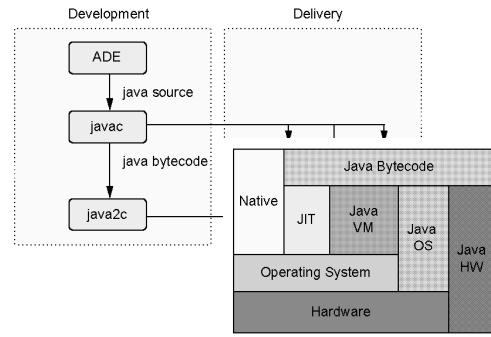 Development
Delivery
ADE
java source
javac
java bytecode
java2c
Java Bytecode
Native
JIT
Java
VM
Java
OS
Java
HW
Operating System
Hardware